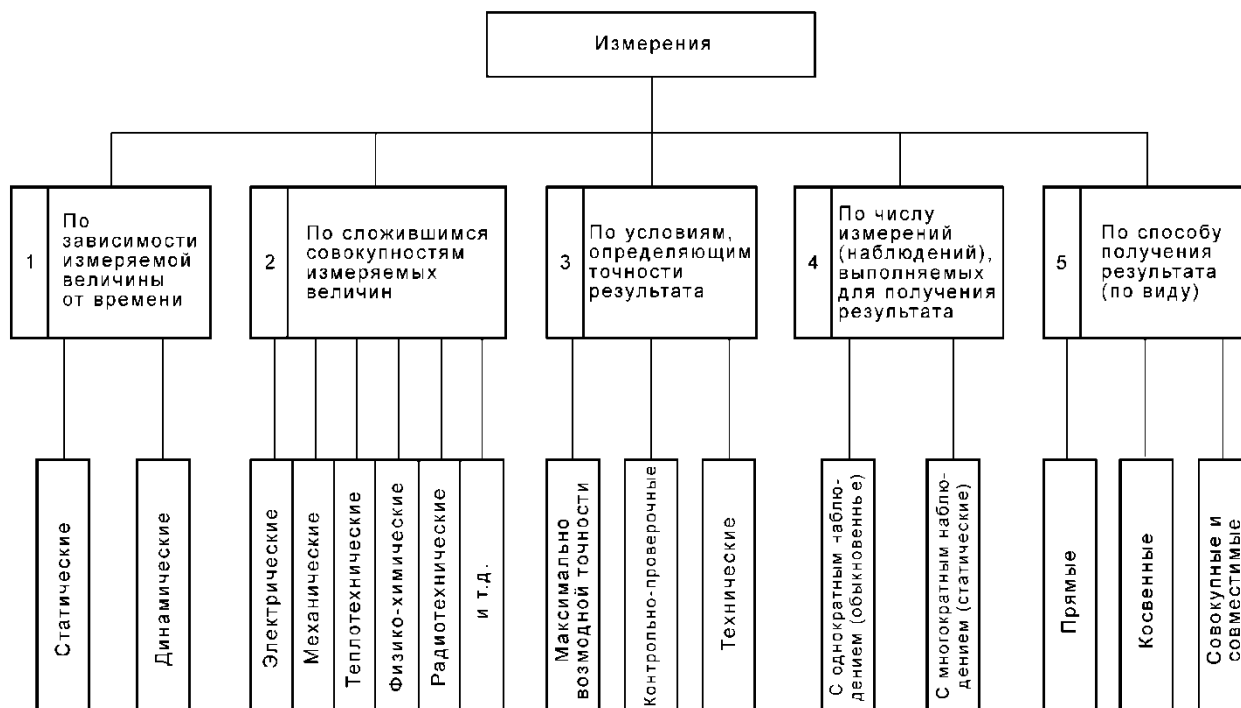 Измерения
1
По
зависимости
измеряемой
величины
от времени
2
По сложившимся
совокупностям
измеряемых
величин
3
По условиям,
определяющим
точности
результата
4
По числу
измерений
(наблюдений),
выполняемых
для получения
результата
5
По способу
получения
результата
(по виду)
Статические
Динамические
Электрические
Механические
Теплотехнические
Физико-химические
Радиотехнические
и т.д.
Максимально
возмодной точности
Контрольно-проверочные
Технические
С однократным наблю-
дением (обыкновеннье)
С многократным наблю-
дением (статические)
Прямые
Косвенные
Совокупные и
совместимые